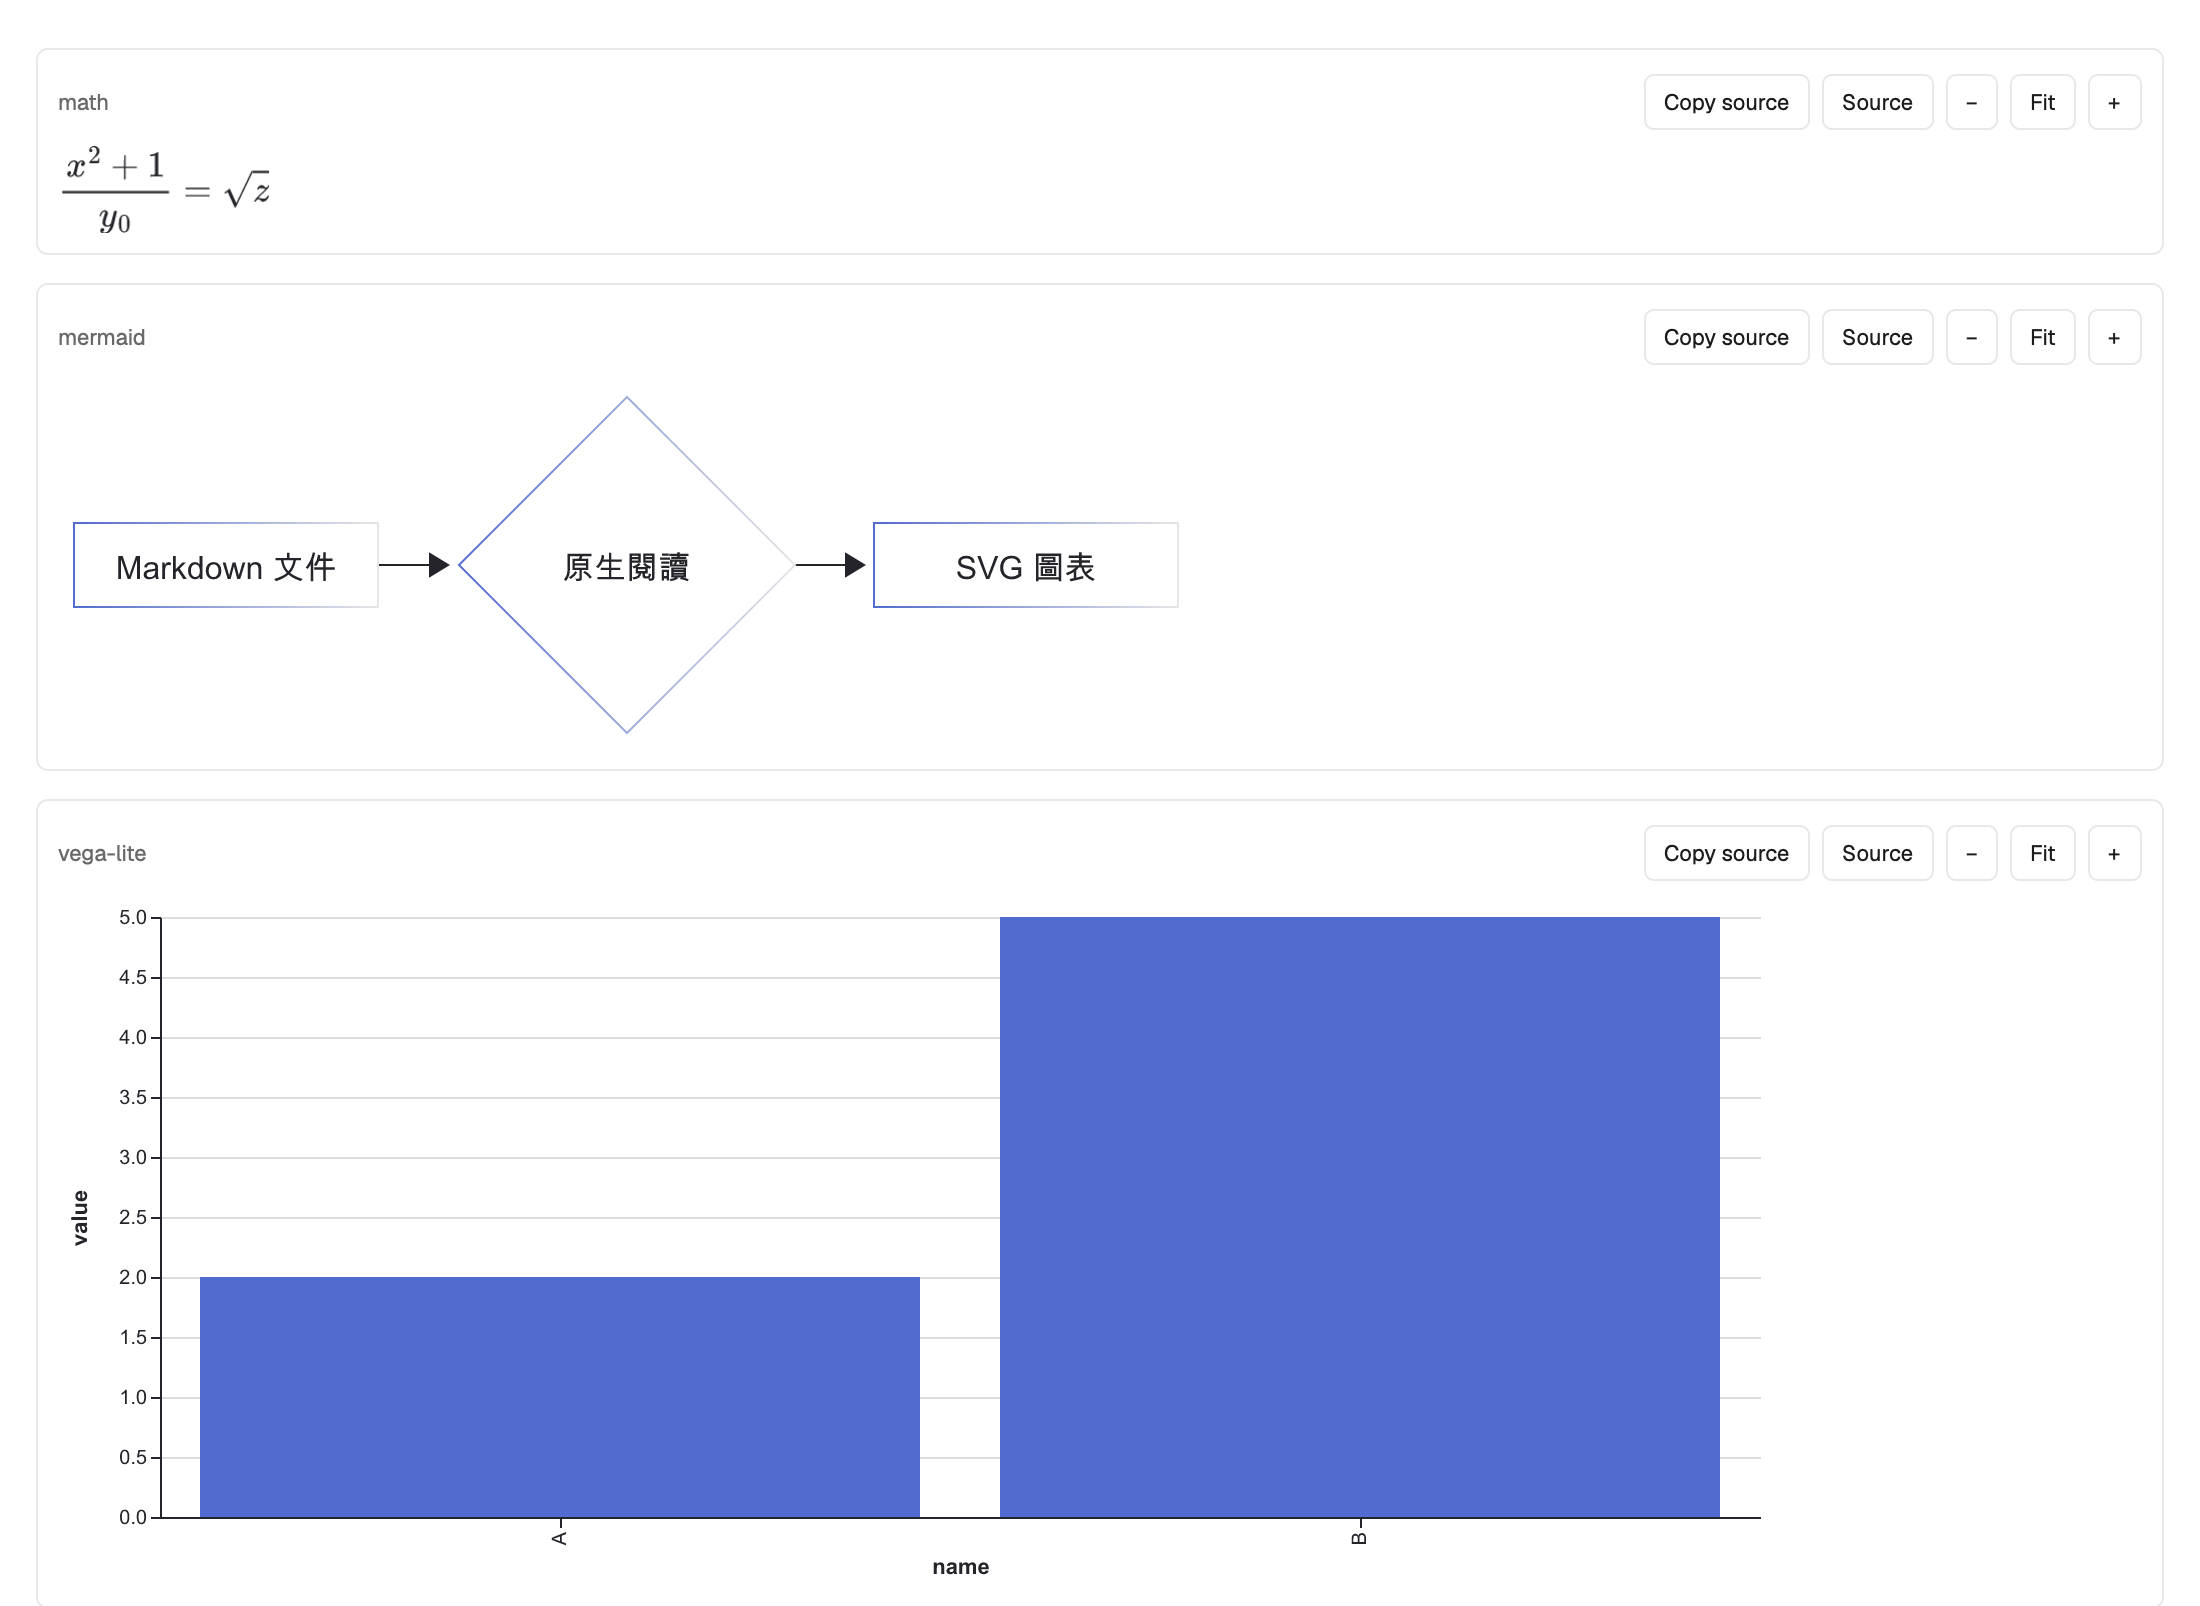 math Copy source Source − Fit +
x² + 1
y₀
= √z
mermaid Copy source Source − Fit +
Markdown 文件 原生閱讀 SVG 圖表
vega-lite Copy source Source − Fit +
5.0
4.5
4.0
3.5
3.0
2.5
2.0
1.5
1.0
0.5
0.0
value
A B
name